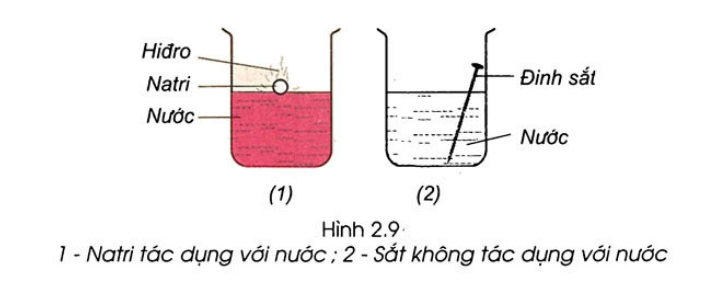 Hiđro
Natri
Nước
Đinh sắt
Nước
(1)
(2)
Hình 2.9
1 - Natri tác dụng với nước ; 2 - Sắt không tác dụng với nước